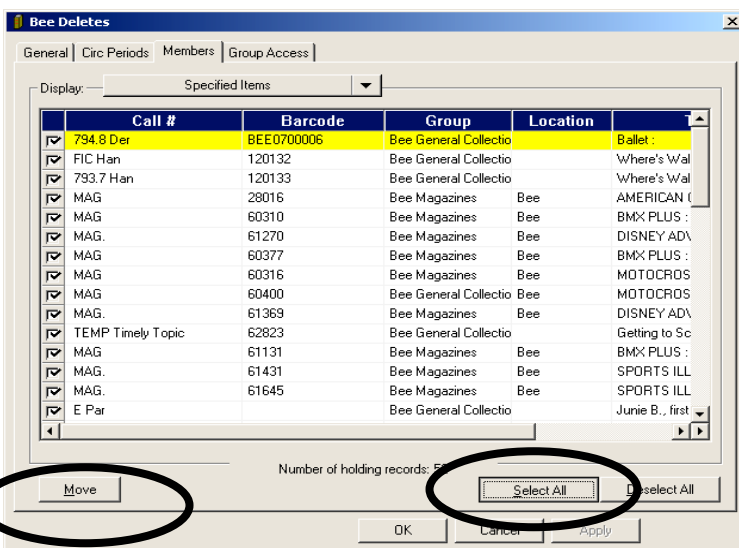 Bee Deletes
General Circ Periods Members Group Access
Display: Specified Items
Call # Barcode Group Location
794.8 Der BEE0700006 Bee General Collectio Ballet :
FIC Han 120132 Bee General Collectio Where's Wal
793.7 Han 120133 Bee General Collectio Where's Wal
MAG 28016 Bee Magazines Bee AMERICAN
MAG 60310 Bee Magazines Bee BMX PLUS :
MAG. 61270 Bee Magazines Bee DISNEY ADV
MAG 60377 Bee Magazines Bee BMX PLUS :
MAG 60316 Bee Magazines Bee MOTOCROS
MAG 60400 Bee General Collectio Bee MOTOCROS
MAG. 61369 Bee Magazines Bee DISNEY ADV
TEMP Timely Topic 62823 Bee General Collectio Getting to Sc
MAG 61131 Bee Magazines Bee BMX PLUS :
MAG. 61431 Bee Magazines Bee SPORTS ILL
MAG. 61645 Bee Magazines Bee SPORTS ILL
E Par Bee General Collectio Junie B., first
Number of holding records:
Move Select All Deselect All
OK Cancel Apply